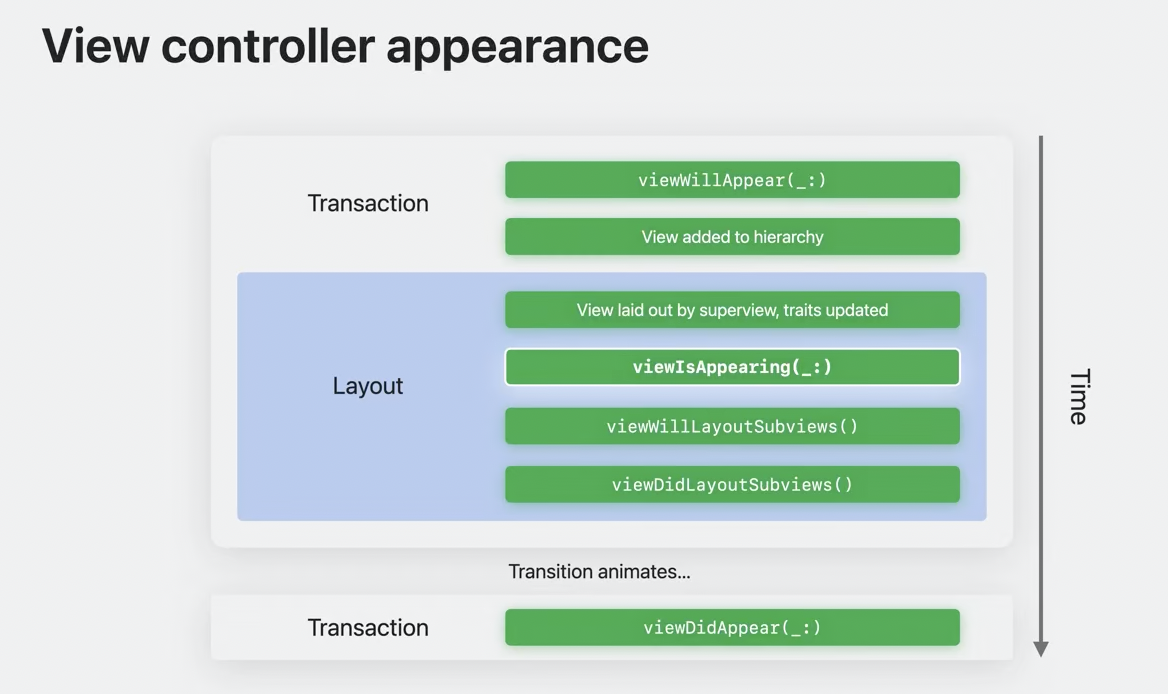 View controller appearance
Transaction
viewWillAppear(_:)
View added to hierarchy
Layout
View laid out by superview, traits updated
viewIsAppearing(_:)
viewWillLayoutSubviews()
viewDidLayoutSubviews()
Time
Transition animates...
Transaction
viewDidAppear(_:)